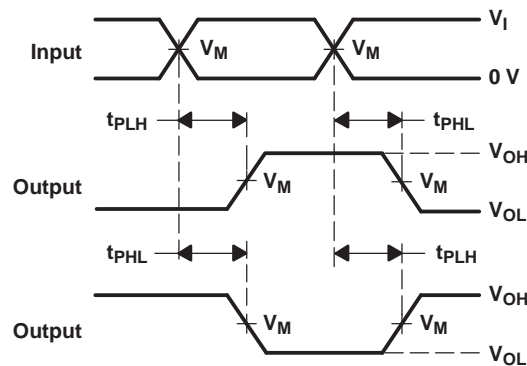 V_I
Input V_M V_M
0 V
t_PLH t_PHL
V_OH
Output V_M V_M
V_OL
t_PHL t_PLH
V_OH
Output V_M V_M
V_OL